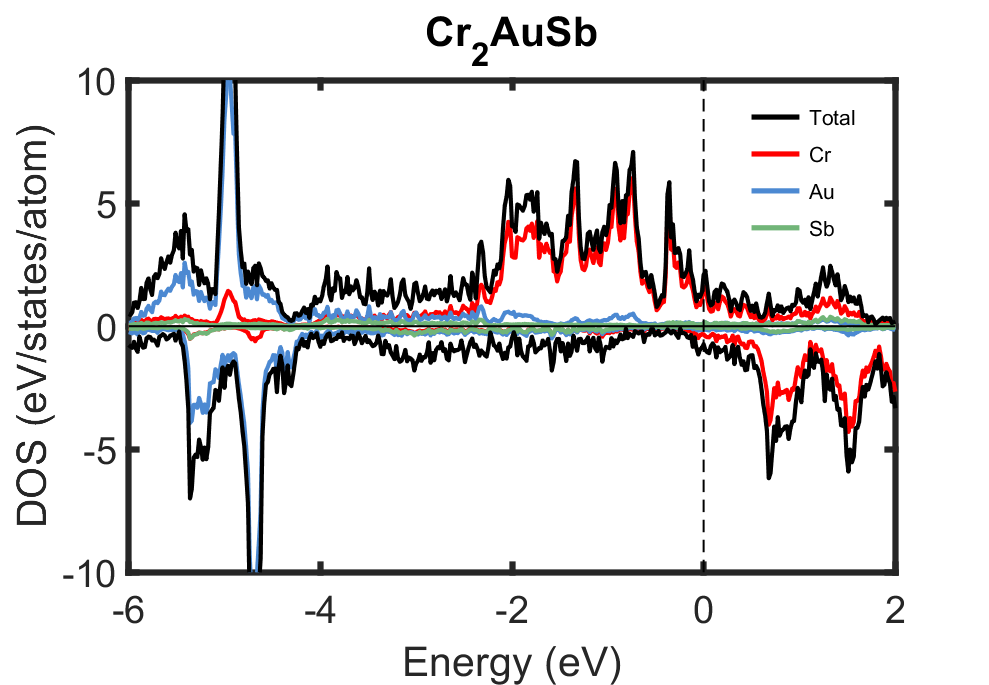 Cr₂AuSb
10
5
0
-5
-10
DOS (eV/states/atom)
Total
Cr
Au
Sb
-6 -4 -2 0 2
Energy (eV)